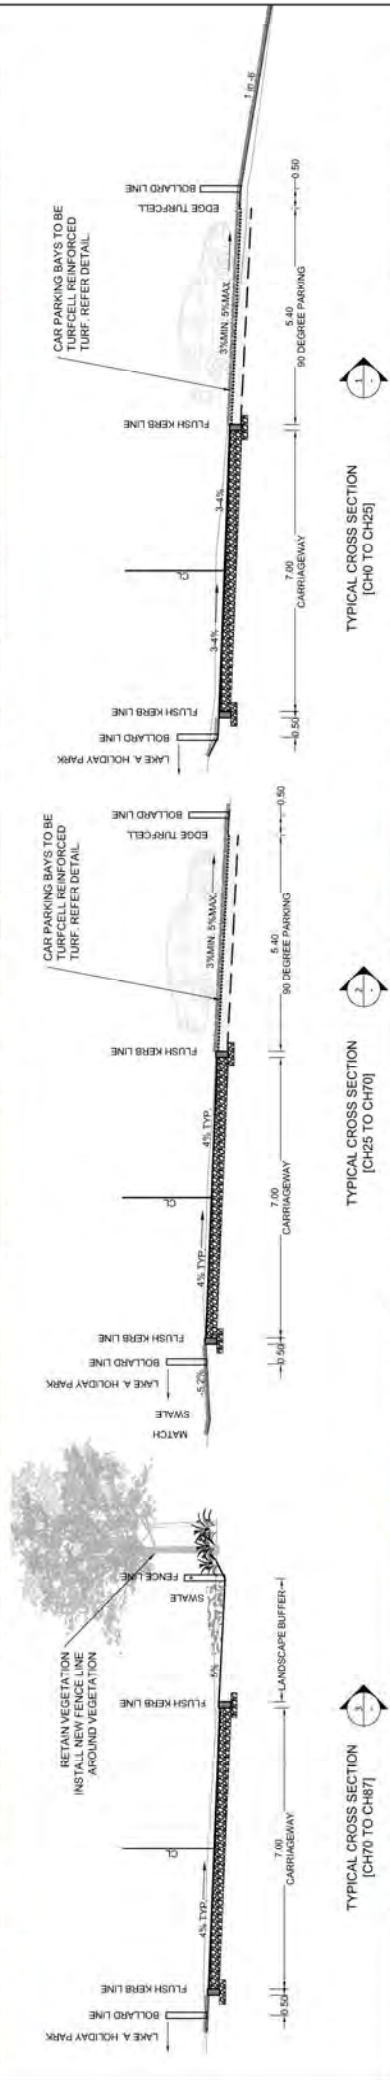 RETAIN VEGETATION
INSTALL NEW FENCE LINE
AROUND VEGETATION
LAKE A. HOLIDAY PARK
BOLLARD LINE
FLUSH KERB LINE
4% TYP.
CL
FLUSH KERB LINE
5%
SWALE
FENCE LINE
0.50
7.00
CARRIAGEWAY
LANDSCAPE BUFFER
TYPICAL CROSS SECTION
[CH70 TO CH87]
3
-
CAR PARKING BAYS TO BE
TURFCELL REINFORCED
TURF. REFER DETAIL
MATCH
SWALE
LAKE A. HOLIDAY PARK
BOLLARD LINE
FLUSH KERB LINE
-5.2%
4% TYP.
CL
4% TYP.
FLUSH KERB LINE
3%MIN. 5%MAX.
EDGE TURFCELL
BOLLARD LINE
0.50
7.00
CARRIAGEWAY
5.40
90 DEGREE PARKING
0.50
TYPICAL CROSS SECTION
[CH25 TO CH70]
2
-
CAR PARKING BAYS TO BE
TURFCELL REINFORCED
TURF. REFER DETAIL
LAKE A. HOLIDAY PARK
BOLLARD LINE
FLUSH KERB LINE
3-4%
CL
3-4%
FLUSH KERB LINE
3%MIN. 5%MAX
EDGE TURFCELL
BOLLARD LINE
1 in -6
0.50
7.00
CARRIAGEWAY
5.40
90 DEGREE PARKING
0.50
TYPICAL CROSS SECTION
[CH0 TO CH25]
1
-